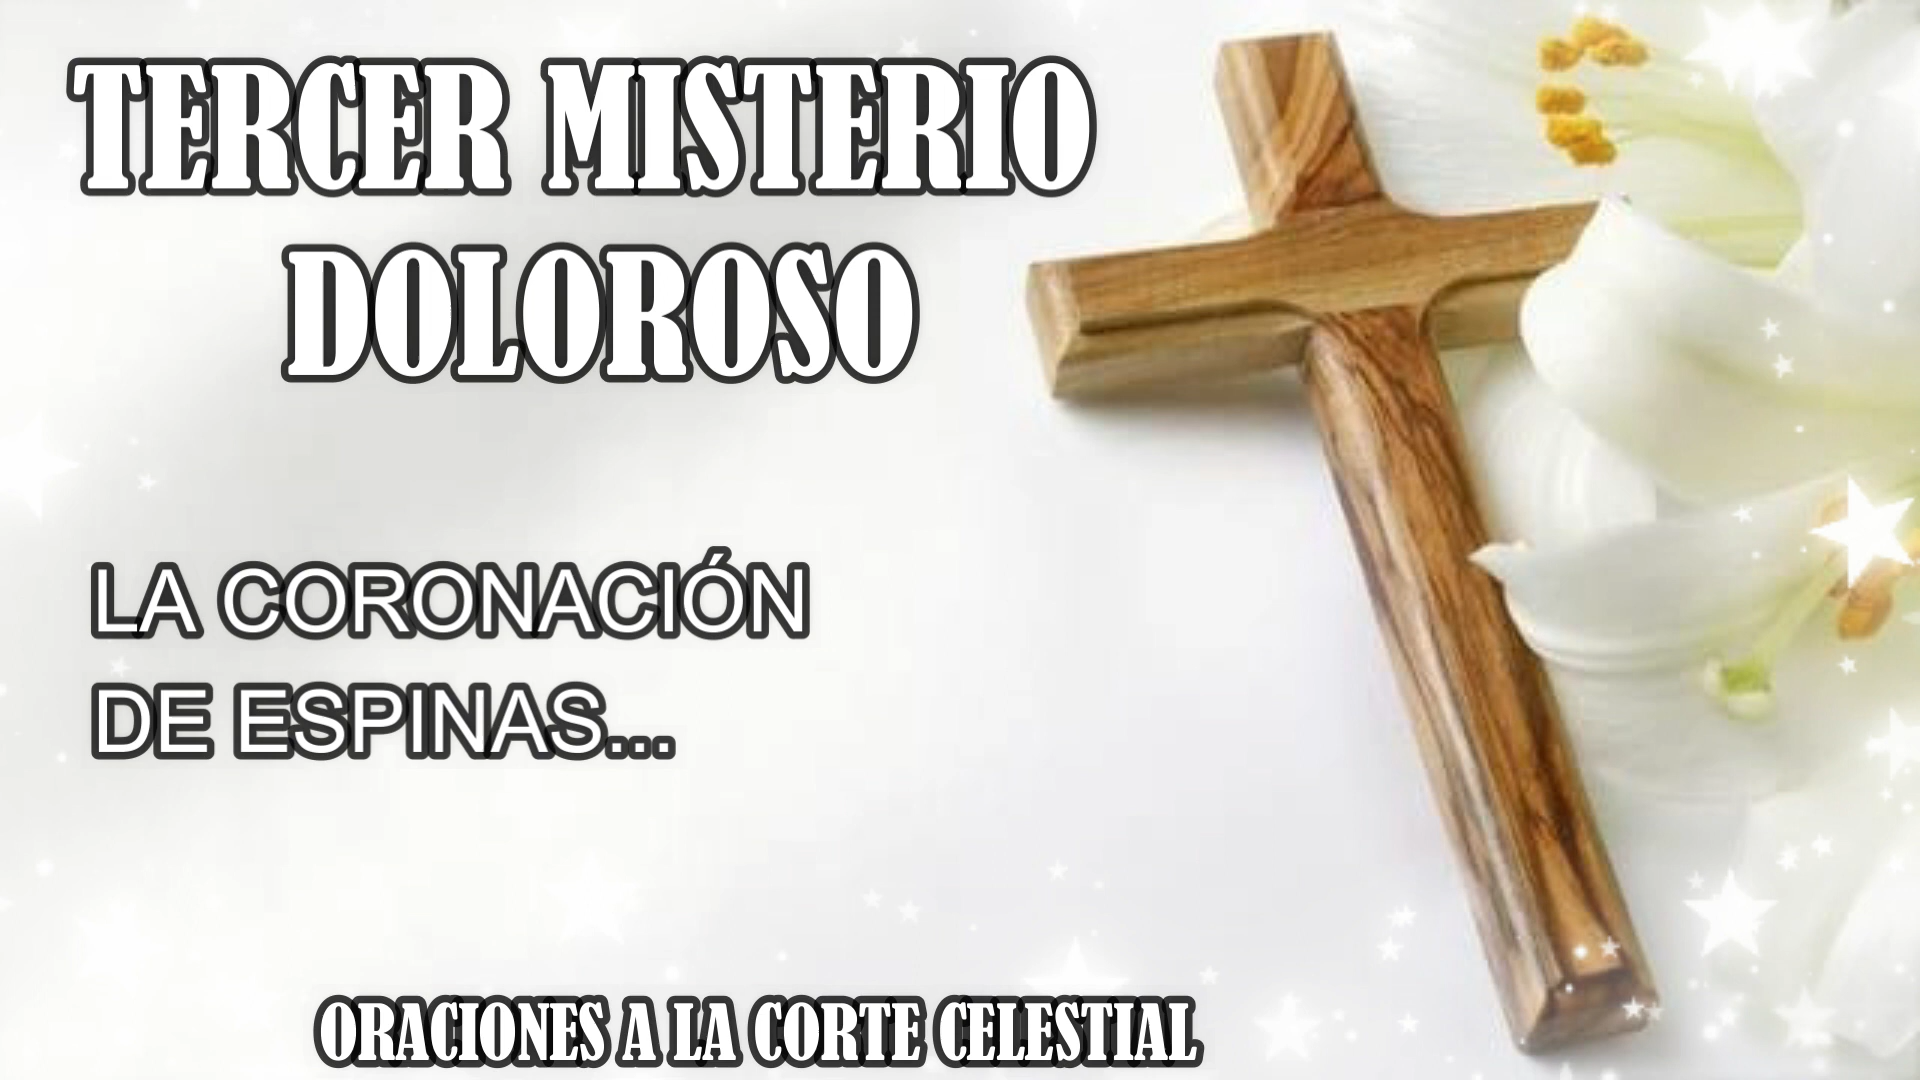 TERCER MISTERIO
DOLOROSO
LA CORONACIÓN
DE ESPINAS...
ORACIONES A LA CORTE CELESTIAL